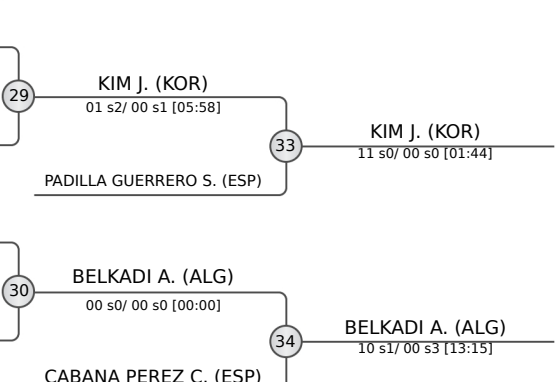 29
KIM J. (KOR)
01 s2/ 00 s1 [05:58]
33
KIM J. (KOR)
11 s0/ 00 s0 [01:44]
PADILLA GUERRERO S. (ESP)
30
BELKADI A. (ALG)
00 s0/ 00 s0 [00:00]
34
BELKADI A. (ALG)
10 s1/ 00 s3 [13:15]
CABANA PEREZ C. (ESP)